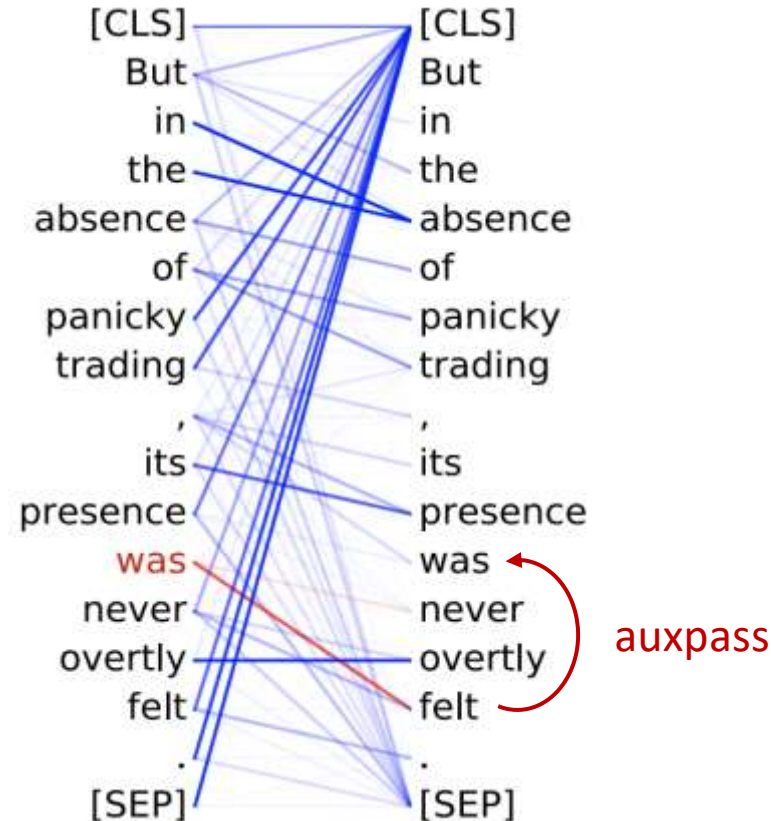 [CLS] [CLS]
But But
in in
the the
absence absence
of of
panicky panicky
trading trading
, ,
its its
presence presence
was was
never never
auxpass
overtly overtly
felt felt
. .
[SEP] [SEP]